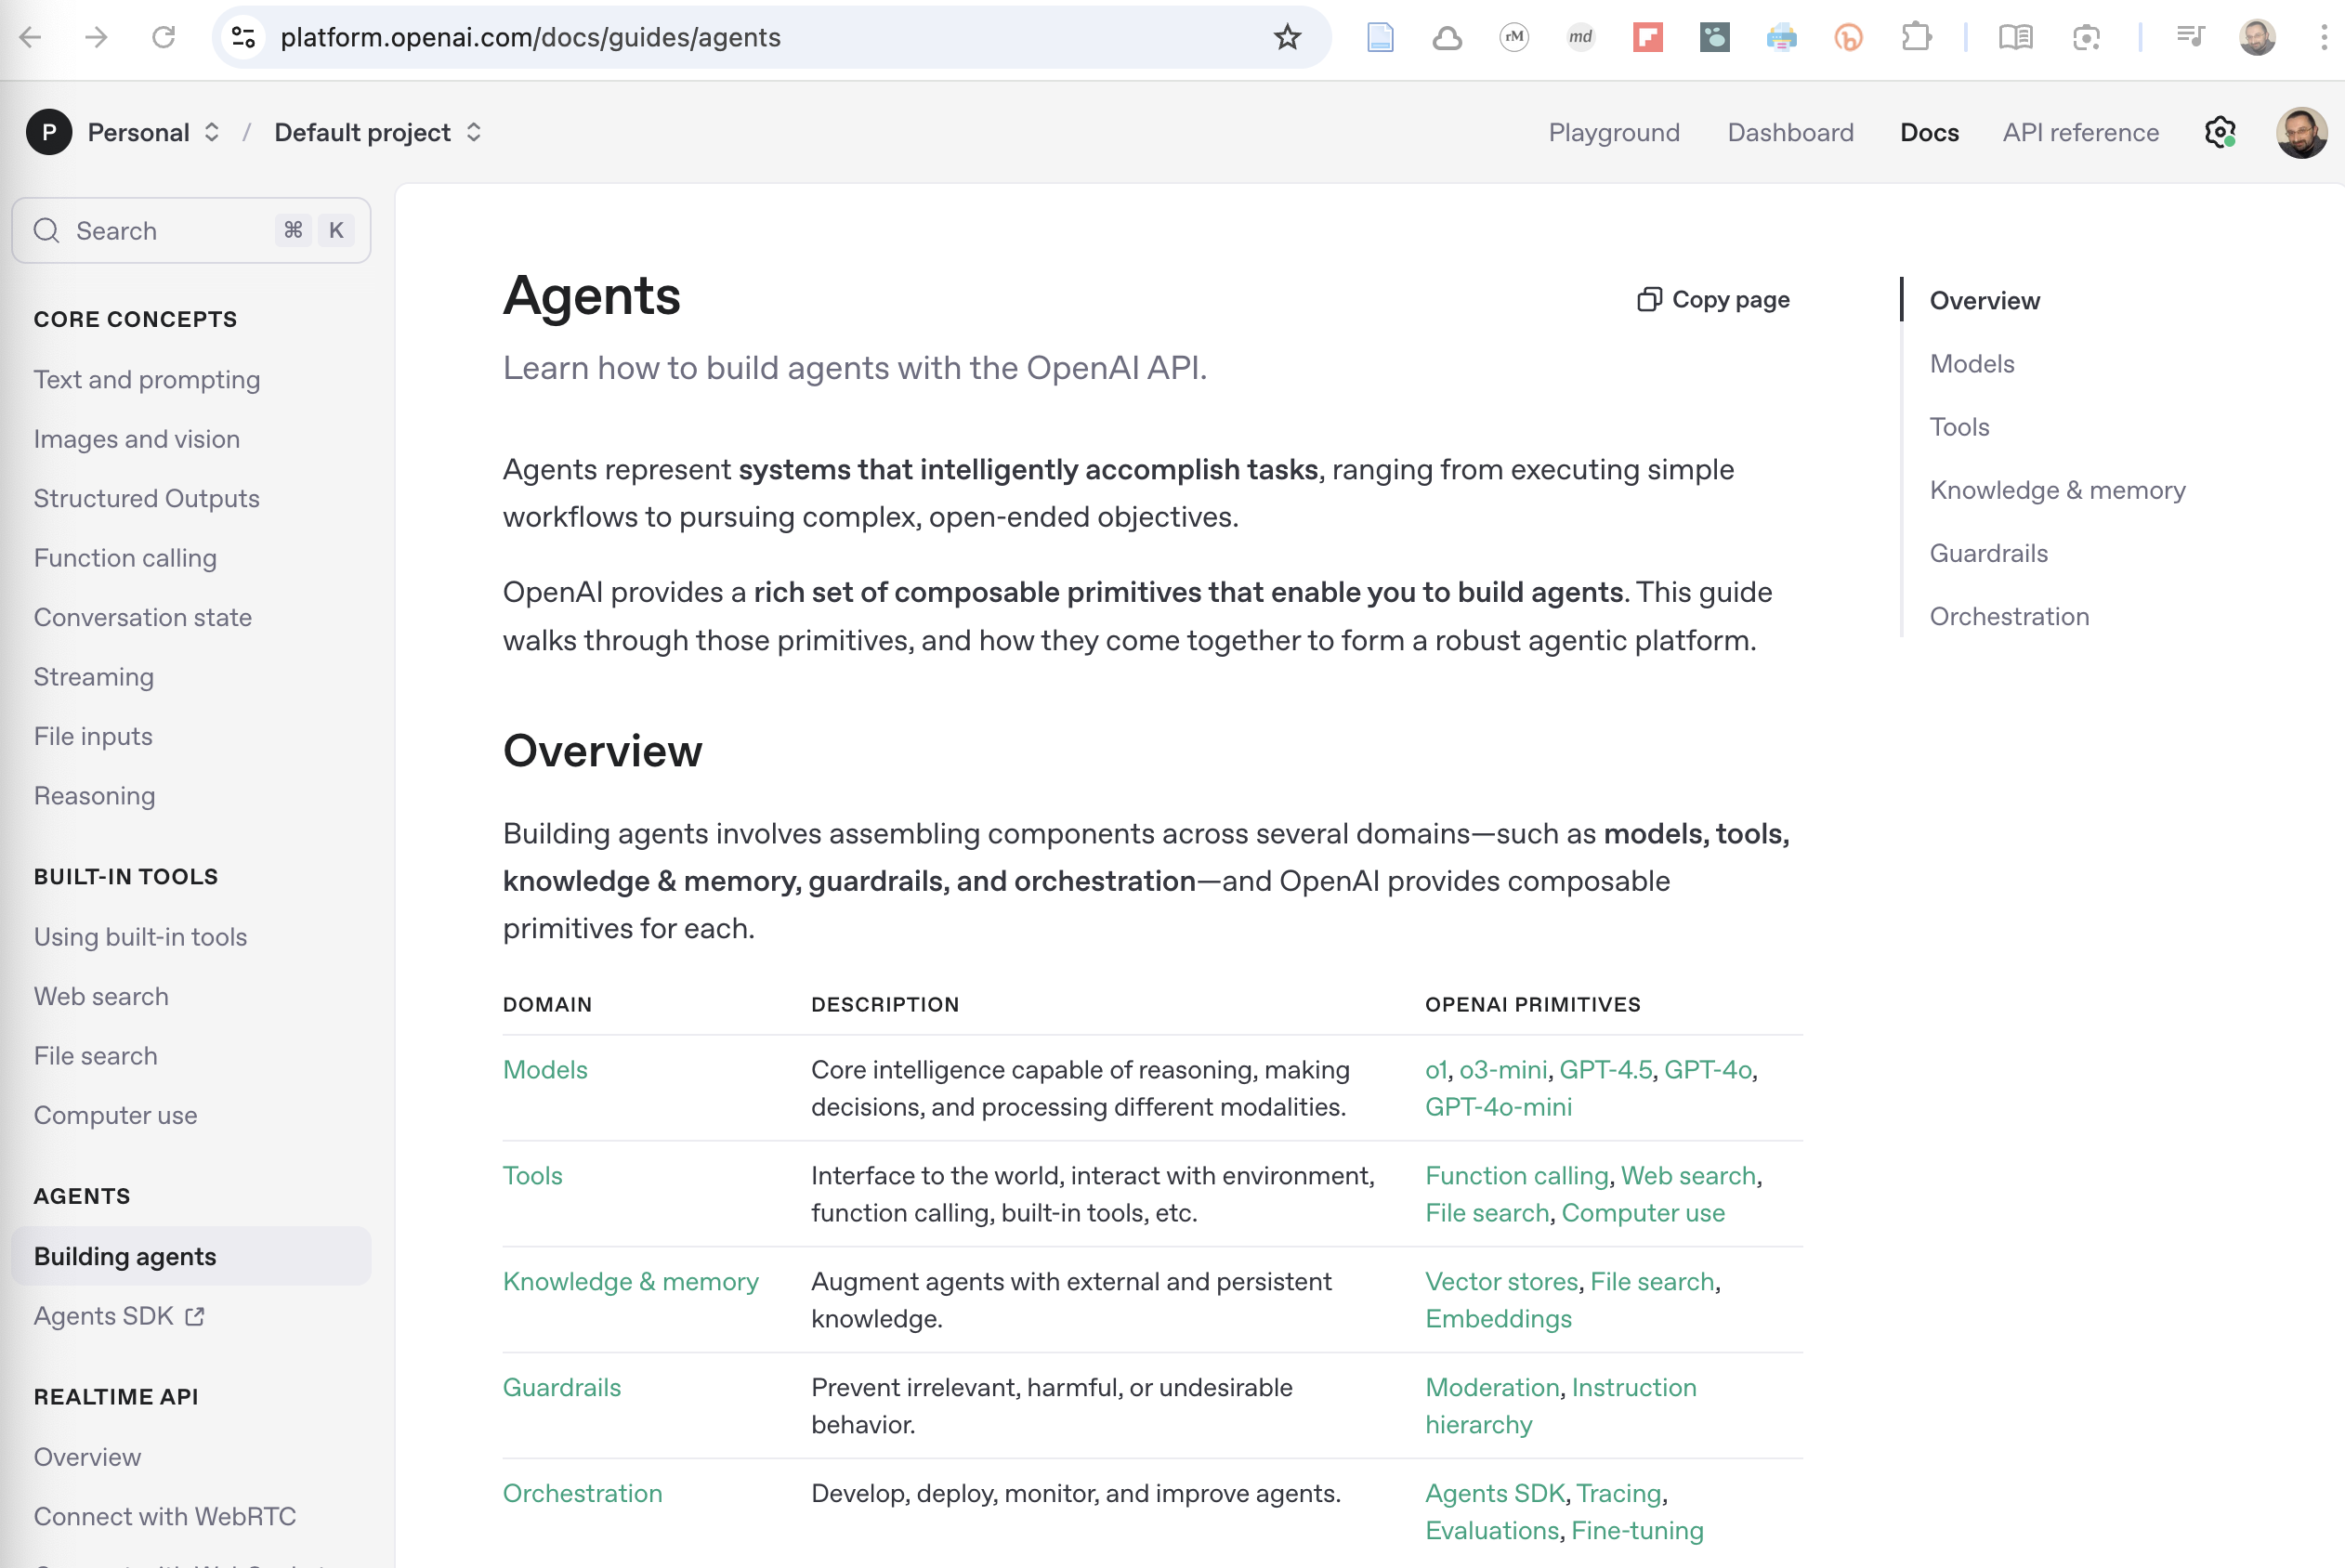 platform.openai.com/docs/guides/agents
rM
md
P Personal / Default project
Playground Dashboard Docs API reference
Search ⌘ K
CORE CONCEPTS
Text and prompting
Images and vision
Structured Outputs
Function calling
Conversation state
Streaming
File inputs
Reasoning
BUILT-IN TOOLS
Using built-in tools
Web search
File search
Computer use
AGENTS
Building agents
Agents SDK
REALTIME API
Overview
Connect with WebRTC
Agents
Copy page
Learn how to build agents with the OpenAI API.
Agents represent systems that intelligently accomplish tasks, ranging from executing simple
workflows to pursuing complex, open-ended objectives.
OpenAI provides a rich set of composable primitives that enable you to build agents. This guide
walks through those primitives, and how they come together to form a robust agentic platform.
Overview
Building agents involves assembling components across several domains—such as models, tools,
knowledge & memory, guardrails, and orchestration—and OpenAI provides composable
primitives for each.
DOMAIN DESCRIPTION OPENAI PRIMITIVES
Models Core intelligence capable of reasoning, making o1, o3-mini, GPT-4.5, GPT-4o,
decisions, and processing different modalities. GPT-4o-mini
Tools Interface to the world, interact with environment, Function calling, Web search,
function calling, built-in tools, etc. File search, Computer use
Knowledge & memory Augment agents with external and persistent Vector stores, File search,
knowledge. Embeddings
Guardrails Prevent irrelevant, harmful, or undesirable Moderation, Instruction
behavior. hierarchy
Orchestration Develop, deploy, monitor, and improve agents. Agents SDK, Tracing,
Evaluations, Fine-tuning
Overview
Models
Tools
Knowledge & memory
Guardrails
Orchestration